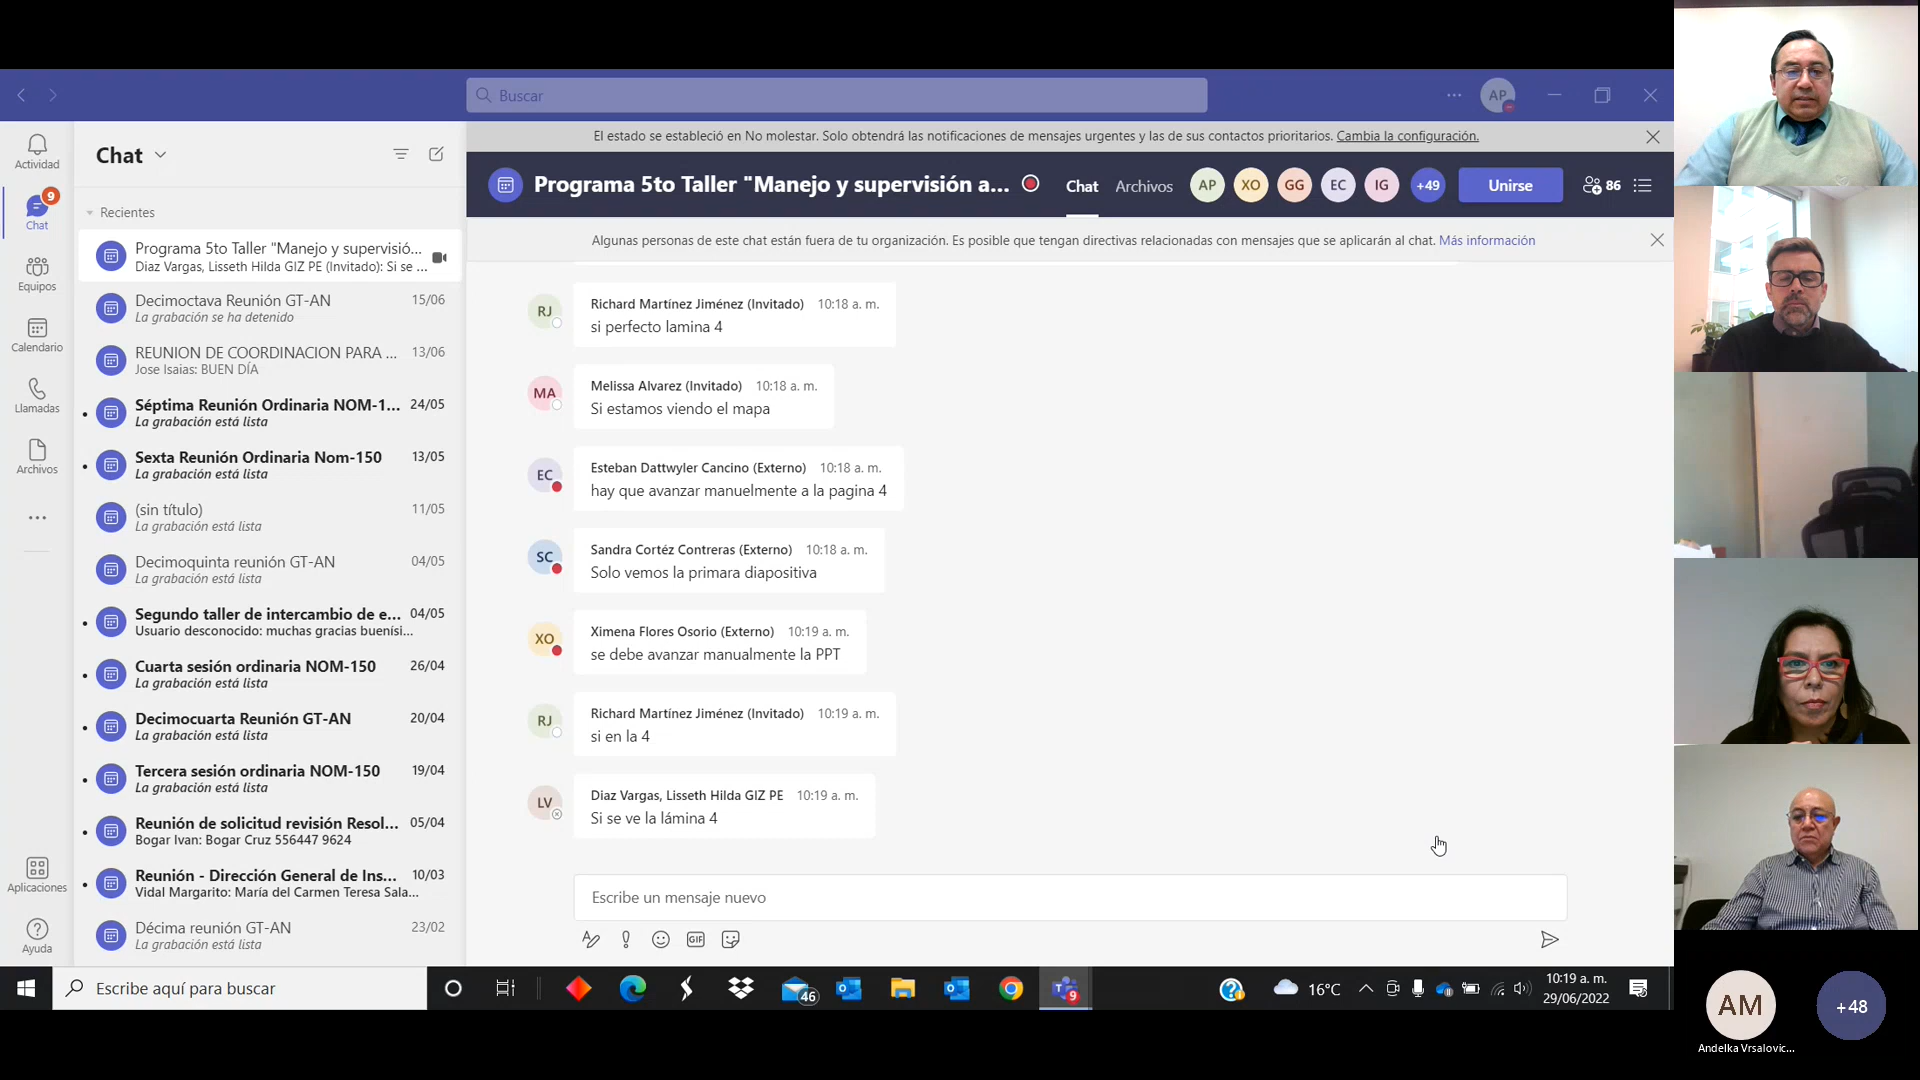 Buscar
AP
El estado se estableció en No molestar. Solo obtendrá las notificaciones de mensajes urgentes y las de sus contactos prioritarios. Cambia la configuración.
Actividad
9
Chat
Equipos
Calendario
Llamadas
Archivos
Aplicaciones
Ayuda
Chat
Recientes
Programa 5to Taller "Manejo y supervisió...
Diaz Vargas, Lisseth Hilda GIZ PE (Invitado): Si se ...
Decimoctava Reunión GT-AN 15/06
La grabación se ha detenido
REUNION DE COORDINACION PARA ... 13/06
Jose Isaias: BUEN DÍA
Séptima Reunión Ordinaria NOM-1... 24/05
La grabación está lista
Sexta Reunión Ordinaria Nom-150 13/05
La grabación está lista
(sin título) 11/05
La grabación está lista
Decimoquinta reunión GT-AN 04/05
La grabación está lista
Segundo taller de intercambio de e... 04/05
Usuario desconocido: muchas gracias buenísi...
Cuarta sesión ordinaria NOM-150 26/04
La grabación está lista
Decimocuarta Reunión GT-AN 20/04
La grabación está lista
Tercera sesión ordinaria NOM-150 19/04
La grabación está lista
Reunión de solicitud revisión Resol... 05/04
Bogar Ivan: Bogar Cruz 556447 9624
Reunión - Dirección General de Ins... 10/03
Vidal Margarito: María del Carmen Teresa Sala...
Décima reunión GT-AN 23/02
La grabación está lista
Programa 5to Taller "Manejo y supervisión a... Chat Archivos AP XO GG EC IG +49 Unirse 86
Algunas personas de este chat están fuera de tu organización. Es posible que tengan directivas relacionadas con mensajes que se aplicarán al chat. Más información
RJ
Richard Martínez Jiménez (Invitado) 10:18 a. m.
si perfecto lamina 4
MA
Melissa Alvarez (Invitado) 10:18 a. m.
Si estamos viendo el mapa
EC
Esteban Dattwyler Cancino (Externo) 10:18 a. m.
hay que avanzar manuelmente a la pagina 4
SC
Sandra Cortéz Contreras (Externo) 10:18 a. m.
Solo vemos la primara diapositiva
XO
Ximena Flores Osorio (Externo) 10:19 a. m.
se debe avanzar manualmente la PPT
RJ
Richard Martínez Jiménez (Invitado) 10:19 a. m.
si en la 4
LV
Diaz Vargas, Lisseth Hilda GIZ PE 10:19 a. m.
Si se ve la lámina 4
Escribe un mensaje nuevo
GIF
Escribe aquí para buscar
46
9
16°C
10:19 a. m.
29/06/2022
AM
Andelka Vrsalovic...
+48